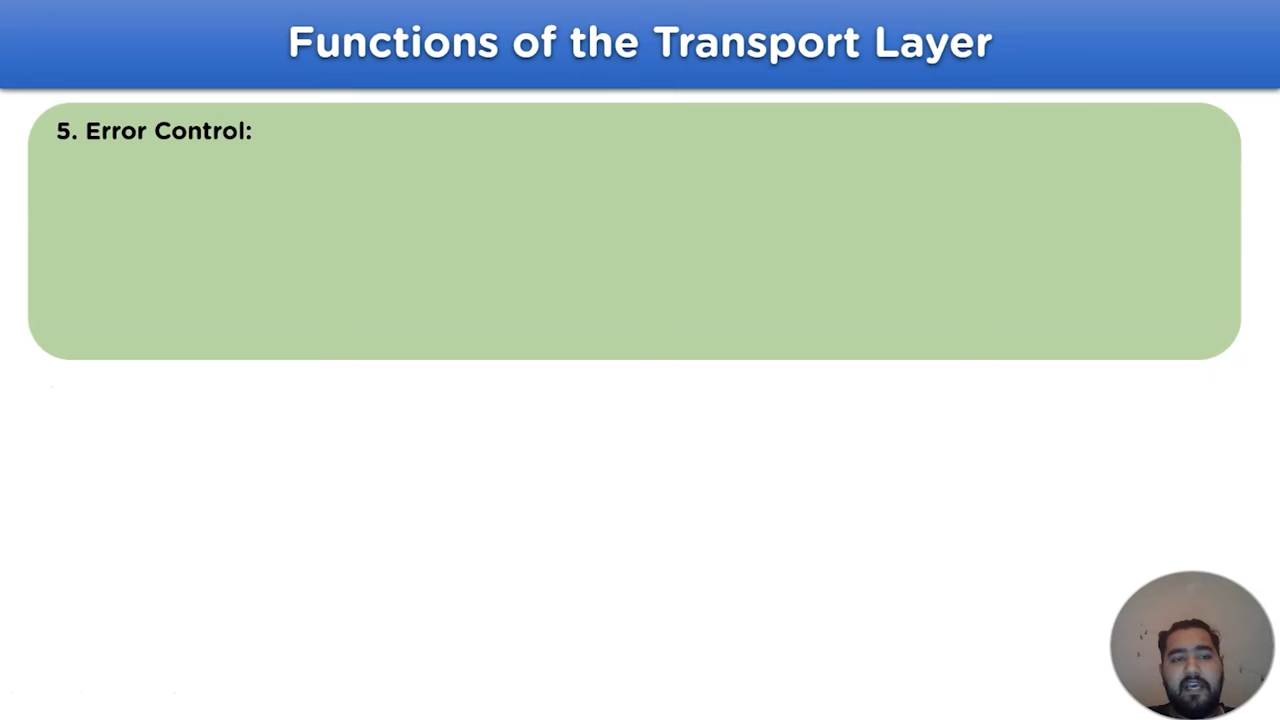 Functions of the Transport Layer
5. Error Control: